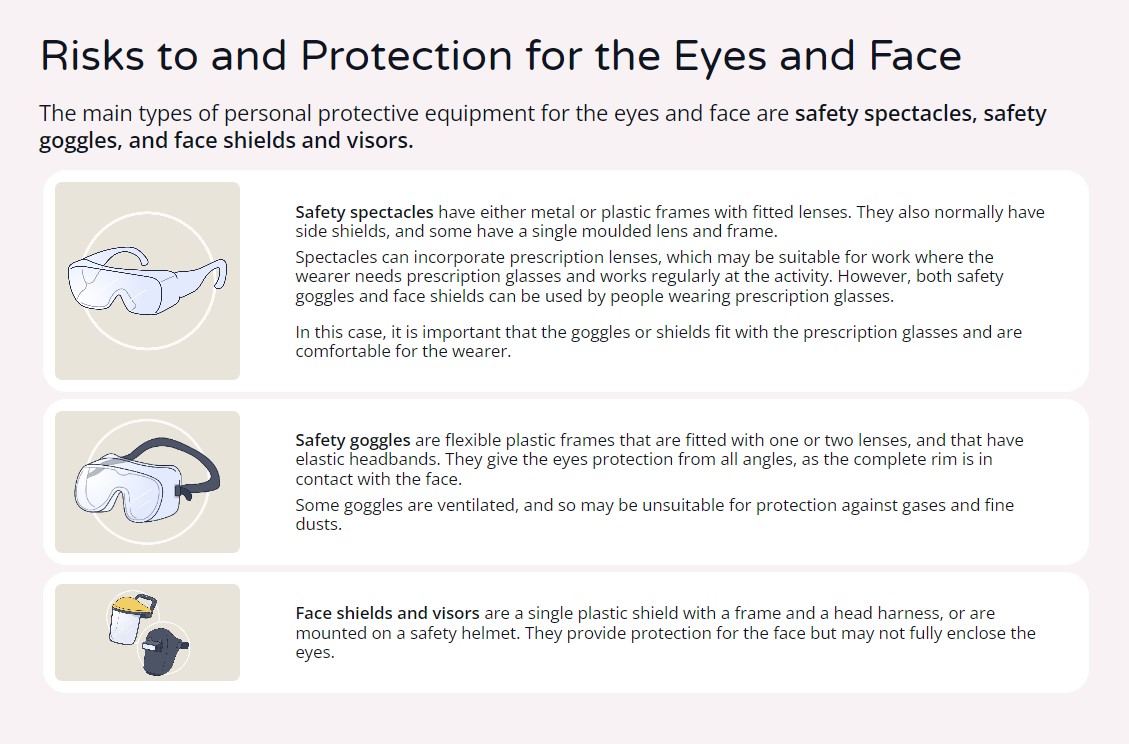 Risks to and Protection for the Eyes and Face
The main types of personal protective equipment for the eyes and face are safety spectacles, safety
goggles, and face shields and visors.
Safety spectacles have either metal or plastic frames with fitted lenses. They also normally have
side shields, and some have a single moulded lens and frame.
Spectacles can incorporate prescription lenses, which may be suitable for work where the
wearer needs prescription glasses and works regularly at the activity. However, both safety
goggles and face shields can be used by people wearing prescription glasses.
In this case, it is important that the goggles or shields fit with the prescription glasses and are
comfortable for the wearer.
Safety goggles are flexible plastic frames that are fitted with one or two lenses, and that have
elastic headbands. They give the eyes protection from all angles, as the complete rim is in
contact with the face.
Some goggles are ventilated, and so may be unsuitable for protection against gases and fine
dusts.
Face shields and visors are a single plastic shield with a frame and a head harness, or are
mounted on a safety helmet. They provide protection for the face but may not fully enclose the
eyes.